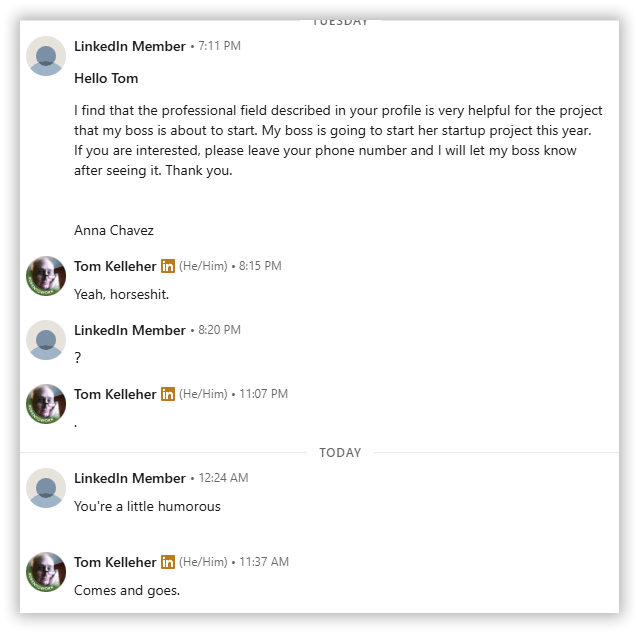 TUESDAY
LinkedIn Member • 7:11 PM
Hello Tom
I find that the professional field described in your profile is very helpful for the project
that my boss is about to start. My boss is going to start her startup project this year.
If you are interested, please leave your phone number and I will let my boss know
after seeing it. Thank you.
Anna Chavez
Tom Kelleher in (He/Him) • 8:15 PM
Yeah, horseshit.
LinkedIn Member • 8:20 PM
?
Tom Kelleher in (He/Him) • 11:07 PM
.
TODAY
LinkedIn Member • 12:24 AM
You're a little humorous
Tom Kelleher in (He/Him) • 11:37 AM
Comes and goes.